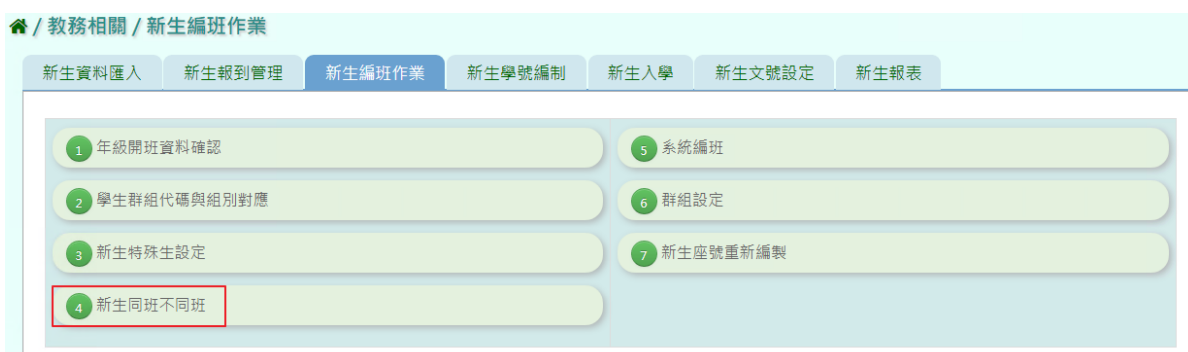 / 教務相關 / 新生編班作業
新生資料匯入 新生報到管理 新生編班作業 新生學號編制 新生入學 新生文號設定 新生報表
1 年級開班資料確認
2 學生群組代碼與組別對應
3 新生特殊生設定
4 新生同班不同班
5 系統編班
6 群組設定
7 新生座號重新編製